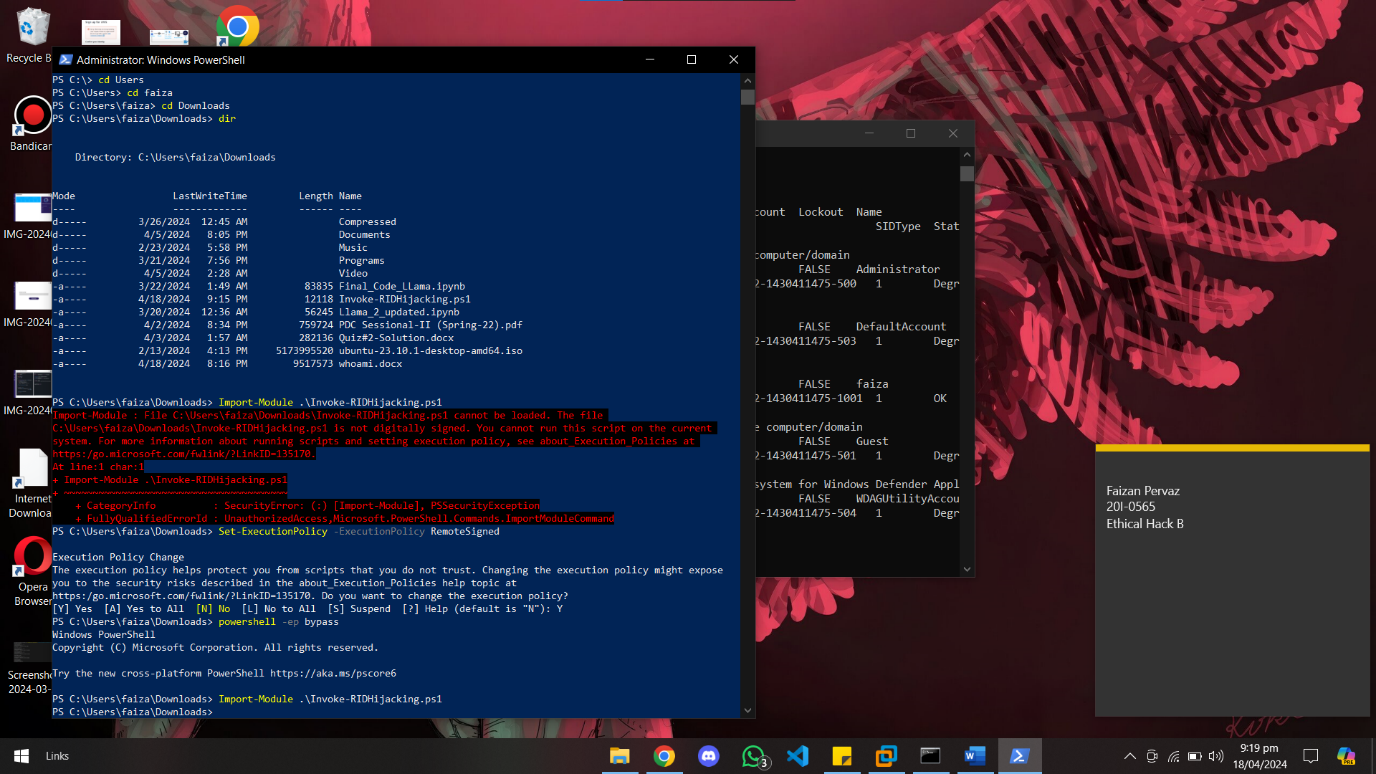 Recycle B
Bandicam
IMG-2024
IMG-2024
IMG-2024
Internet
Downloa
Opera
Browser
Screensh
2024-03-
Administrator: Windows PowerShell
PS C:\> cd Users
PS C:\Users> cd faiza
PS C:\Users\faiza> cd Downloads
PS C:\Users\faiza\Downloads> dir
Directory: C:\Users\faiza\Downloads
Mode LastWriteTime Length Name
---- ------------- ------ ----
d----- 3/26/2024 12:45 AM Compressed
d----- 4/5/2024 8:05 PM Documents
d----- 2/23/2024 5:58 PM Music
d----- 3/21/2024 7:56 PM Programs
d----- 4/5/2024 2:28 AM Video
-a---- 3/22/2024 1:49 AM 83835 Final_Code_LLama.ipynb
-a---- 4/18/2024 9:15 PM 12118 Invoke-RIDHijacking.ps1
-a---- 3/20/2024 12:36 AM 56245 Llama_2_updated.ipynb
-a---- 4/2/2024 8:34 PM 759724 PDC Sessional-II (Spring-22).pdf
-a---- 4/3/2024 1:57 AM 282136 Quiz#2-Solution.docx
-a---- 2/13/2024 4:13 PM 5173995520 ubuntu-23.10.1-desktop-amd64.iso
-a---- 4/18/2024 8:16 PM 9517573 whoami.docx
PS C:\Users\faiza\Downloads> Import-Module .\Invoke-RIDHijacking.ps1
Import-Module : File C:\Users\faiza\Downloads\Invoke-RIDHijacking.ps1 cannot be loaded. The file
C:\Users\faiza\Downloads\Invoke-RIDHijacking.ps1 is not digitally signed. You cannot run this script on the current
system. For more information about running scripts and setting execution policy, see about_Execution_Policies at
https:/go.microsoft.com/fwlink/?LinkID=135170.
At line:1 char:1
+ Import-Module .\Invoke-RIDHijacking.ps1
+ ~~~~~~~~~~~~~~~~~~~~~~~~~~~~~~~~~~~~~~~
+ CategoryInfo : SecurityError: (:) [Import-Module], PSSecurityException
+ FullyQualifiedErrorId : UnauthorizedAccess,Microsoft.PowerShell.Commands.ImportModuleCommand
PS C:\Users\faiza\Downloads> Set-ExecutionPolicy -ExecutionPolicy RemoteSigned
Execution Policy Change
The execution policy helps protect you from scripts that you do not trust. Changing the execution policy might expose
you to the security risks described in the about_Execution_Policies help topic at
https:/go.microsoft.com/fwlink/?LinkID=135170. Do you want to change the execution policy?
[Y] Yes [A] Yes to All [N] No [L] No to All [S] Suspend [?] Help (default is "N"): Y
PS C:\Users\faiza\Downloads> powershell -ep bypass
Windows PowerShell
Copyright (C) Microsoft Corporation. All rights reserved.
Try the new cross-platform PowerShell https://aka.ms/pscore6
PS C:\Users\faiza\Downloads> Import-Module .\Invoke-RIDHijacking.ps1
PS C:\Users\faiza\Downloads>
count Lockout Name
SIDType Stat
computer/domain
FALSE Administrator
2-1430411475-500 1 Degr
FALSE DefaultAccount
2-1430411475-503 1 Degr
FALSE faiza
2-1430411475-1001 1 OK
e computer/domain
FALSE Guest
2-1430411475-501 1 Degr
system for Windows Defender Appl
FALSE WDAGUtilityAccou
2-1430411475-504 1 Degr
Faizan Pervaz
20I-0565
Ethical Hack B
Links
3
9:19 pm
18/04/2024
PRE